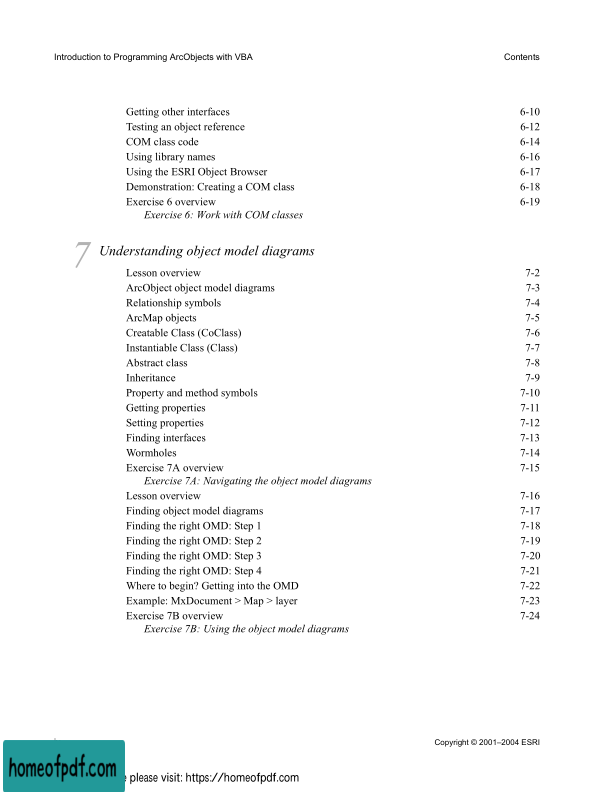 Introduction to Programming ArcObjects with VBA Contents
Getting other interfaces 6-10
Testing an object reference 6-12
COM class code 6-14
Using library names 6-16
Using the ESRI Object Browser 6-17
Demonstration: Creating a COM class 6-18
Exercise 6 overview 6-19
Exercise 6: Work with COM classes
7 Understanding object model diagrams
Lesson overview 7-2
ArcObject object model diagrams 7-3
Relationship symbols 7-4
ArcMap objects 7-5
Creatable Class (CoClass) 7-6
Instantiable Class (Class) 7-7
Abstract class 7-8
Inheritance 7-9
Property and method symbols 7-10
Getting properties 7-11
Setting properties 7-12
Finding interfaces 7-13
Wormholes 7-14
Exercise 7A overview 7-15
Exercise 7A: Navigating the object model diagrams
Lesson overview 7-16
Finding object model diagrams 7-17
Finding the right OMD: Step 1 7-18
Finding the right OMD: Step 2 7-19
Finding the right OMD: Step 3 7-20
Finding the right OMD: Step 4 7-21
Where to begin? Getting into the OMD 7-22
Example: MxDocument > Map > layer 7-23
Exercise 7B overview 7-24
Exercise 7B: Using the object model diagrams
Copyright © 2001–2004 ESRI
homeofpdf.com please visit: https://homeofpdf.com